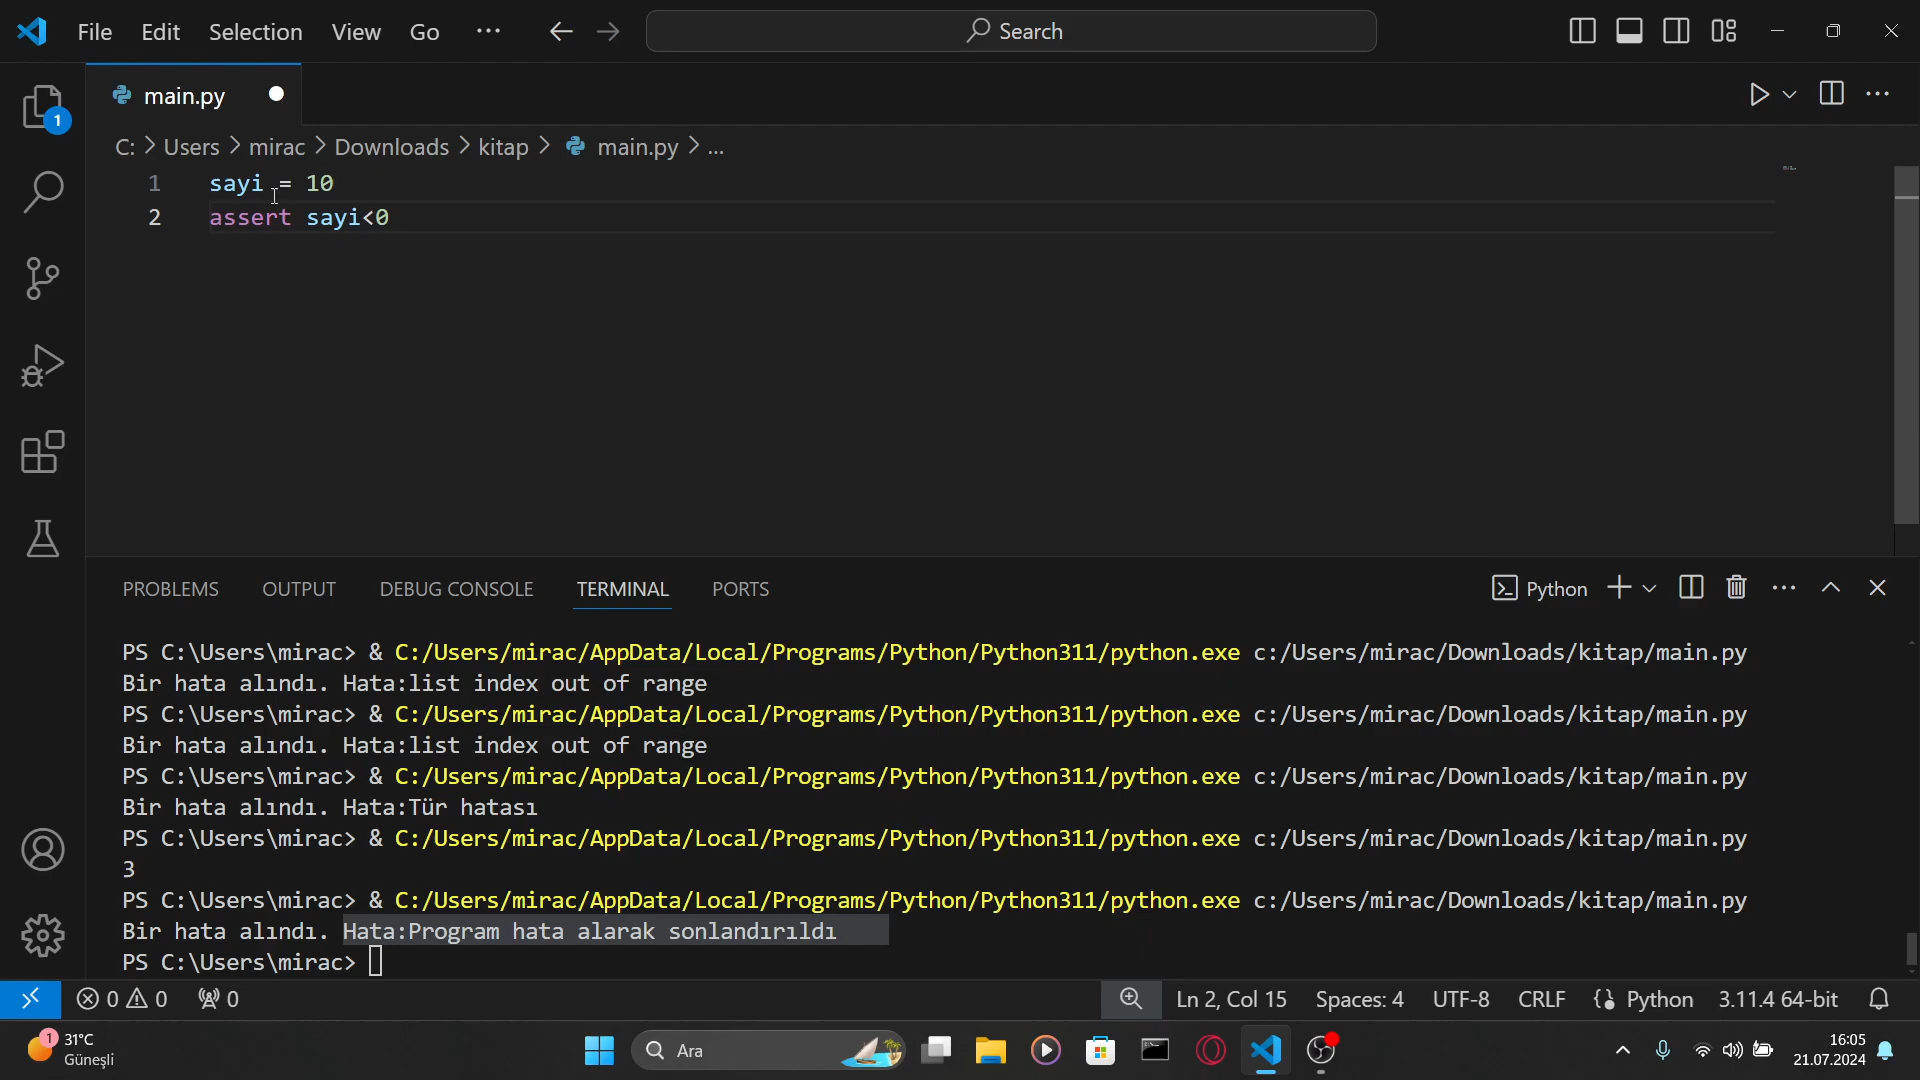 File Edit Selection View Go ··· Search
main.py
1
C: > Users > mirac > Downloads > kitap > main.py > ...
1 sayi = 10
2 assert sayi<0
PROBLEMS OUTPUT DEBUG CONSOLE TERMINAL PORTS Python
PS C:\Users\mirac> & C:/Users/mirac/AppData/Local/Programs/Python/Python311/python.exe c:/Users/mirac/Downloads/kitap/main.py
Bir hata alındı. Hata:list index out of range
PS C:\Users\mirac> & C:/Users/mirac/AppData/Local/Programs/Python/Python311/python.exe c:/Users/mirac/Downloads/kitap/main.py
Bir hata alındı. Hata:list index out of range
PS C:\Users\mirac> & C:/Users/mirac/AppData/Local/Programs/Python/Python311/python.exe c:/Users/mirac/Downloads/kitap/main.py
Bir hata alındı. Hata:Tür hatası
PS C:\Users\mirac> & C:/Users/mirac/AppData/Local/Programs/Python/Python311/python.exe c:/Users/mirac/Downloads/kitap/main.py
3
PS C:\Users\mirac> & C:/Users/mirac/AppData/Local/Programs/Python/Python311/python.exe c:/Users/mirac/Downloads/kitap/main.py
Bir hata alındı. Hata:Program hata alarak sonlandırıldı
PS C:\Users\mirac>
0 0 0 Ln 2, Col 15 Spaces: 4 UTF-8 CRLF Python 3.11.4 64-bit
1 31°C
Güneşli
Ara
16:05
21.07.2024